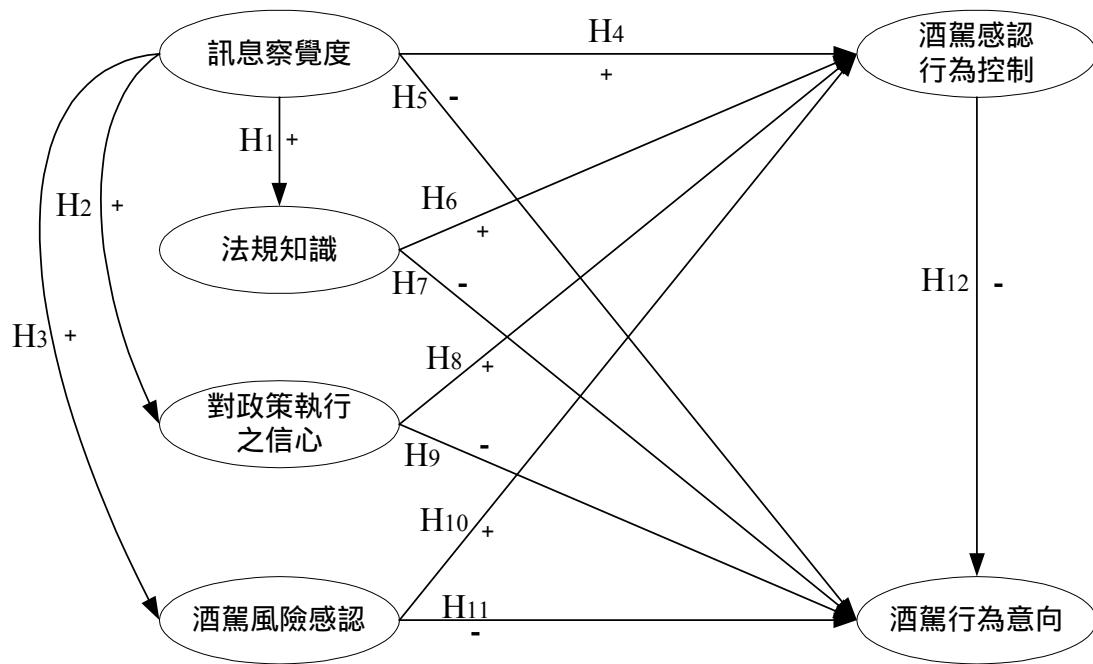 訊息察覺度
H4
+
酒駕感認
行為控制
H5
-
H1 +
H2 +
H6
+
法規知識
H7
-
H12 -
H3 +
H8
+
對政策執行
之信心
H9
-
H10
+
酒駕風險感認
H11
-
酒駕行為意向